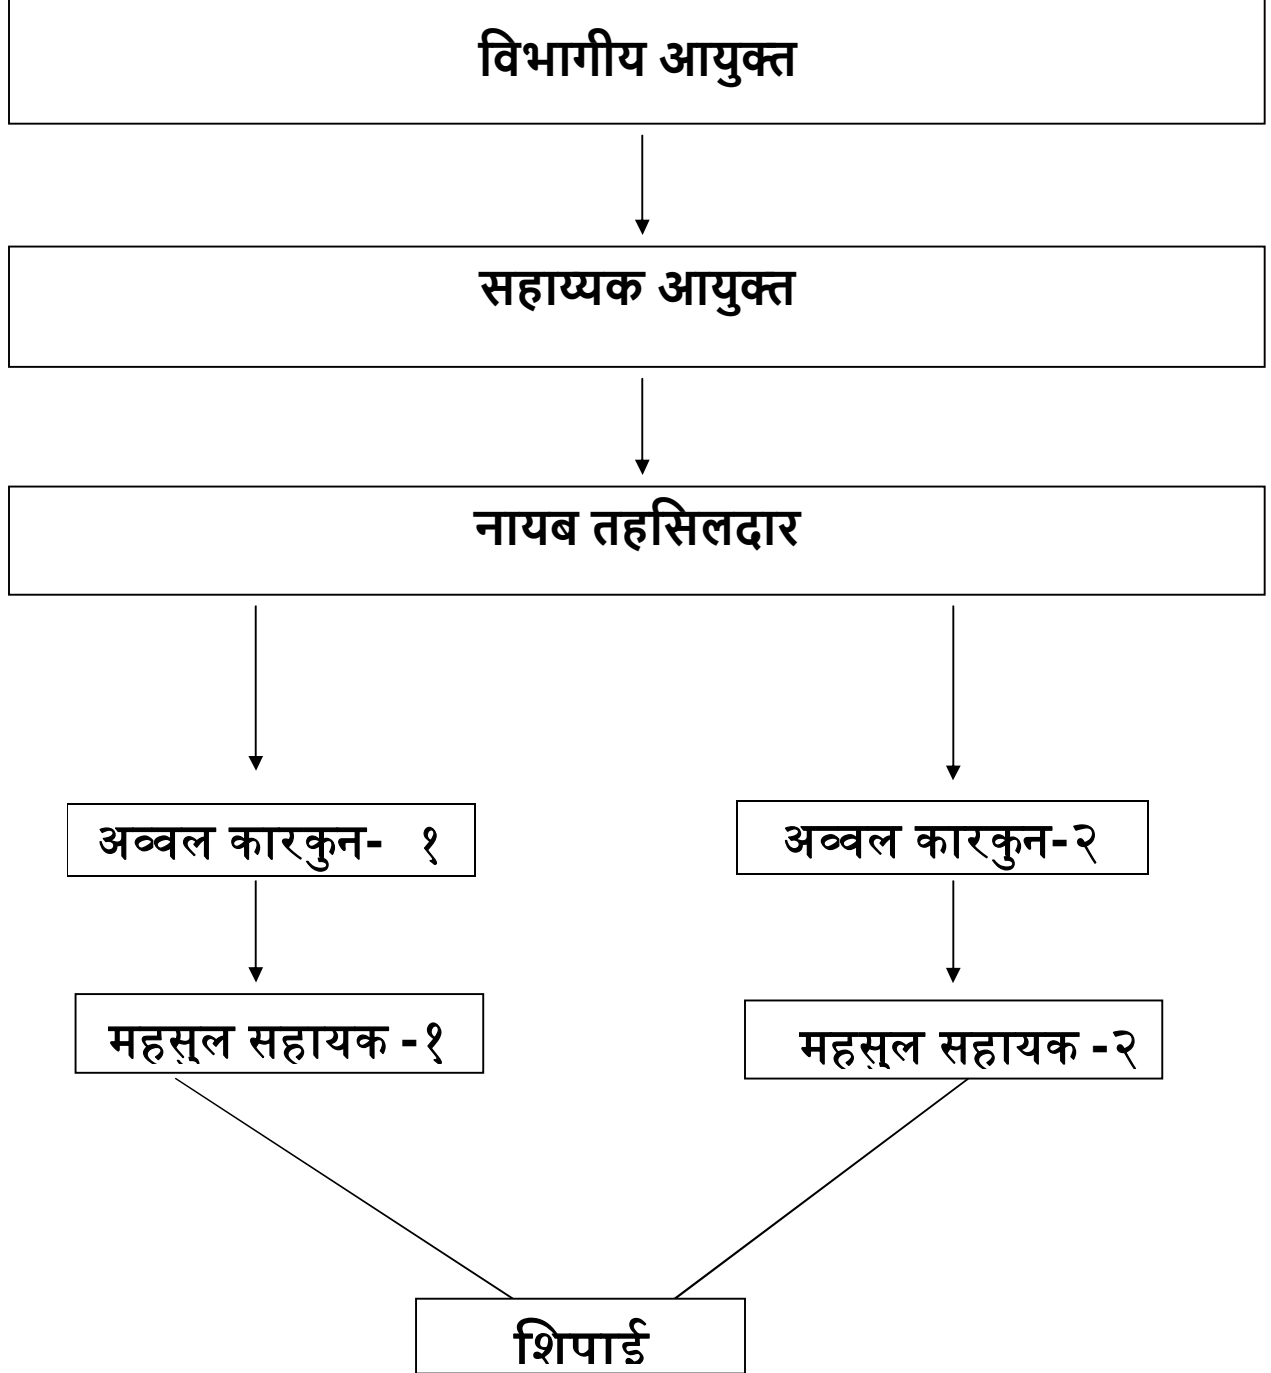 विभागीय आयुक्त
सहाय्यक आयुक्त
नायब तहसिलदार
अव्वल कारकुन- १
अव्वल कारकुन-२
महसुल सहायक -१
महसुल सहायक -२
शिपाई